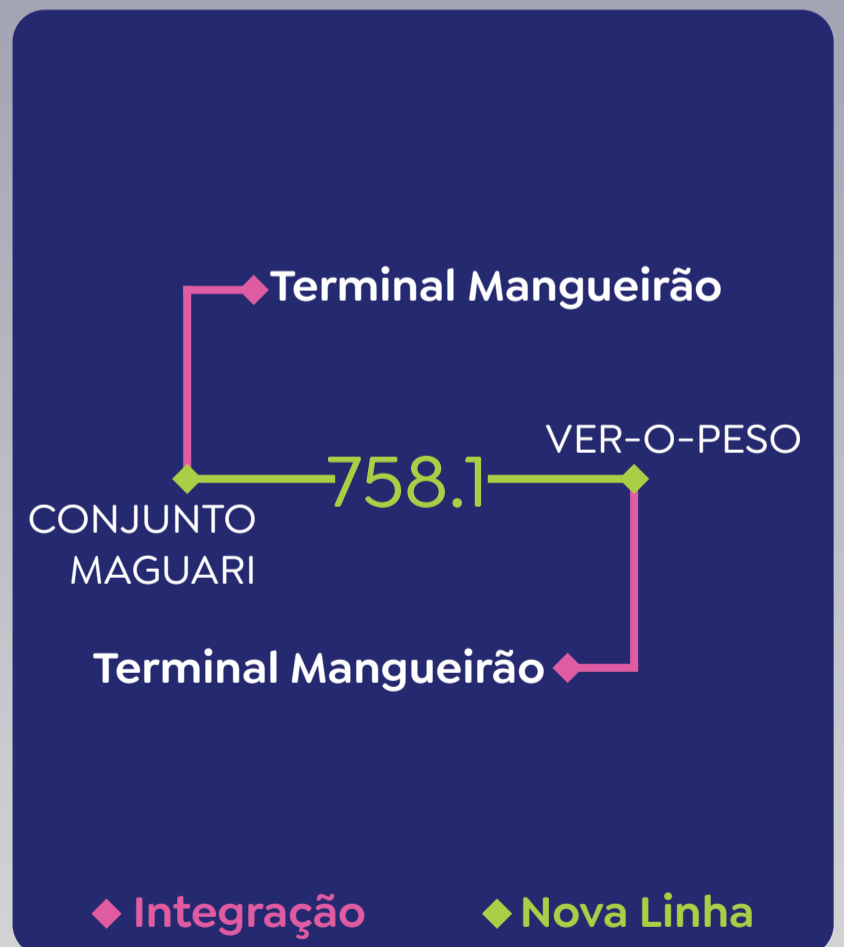 Terminal Mangueirão
VER-O-PESO
758.1
CONJUNTO
MAGUARI
Terminal Mangueirão
Integração
Nova Linha